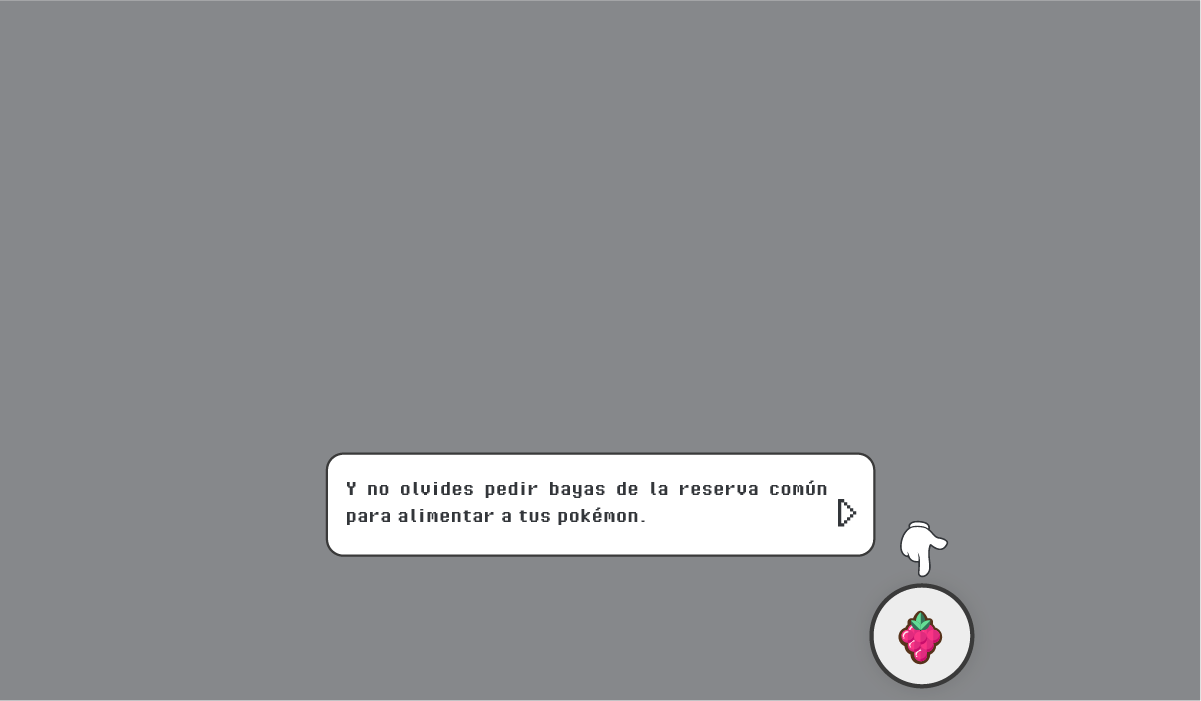 Y no olvides pedir bayas de la reserva común
para alimentar a tus pokémon.